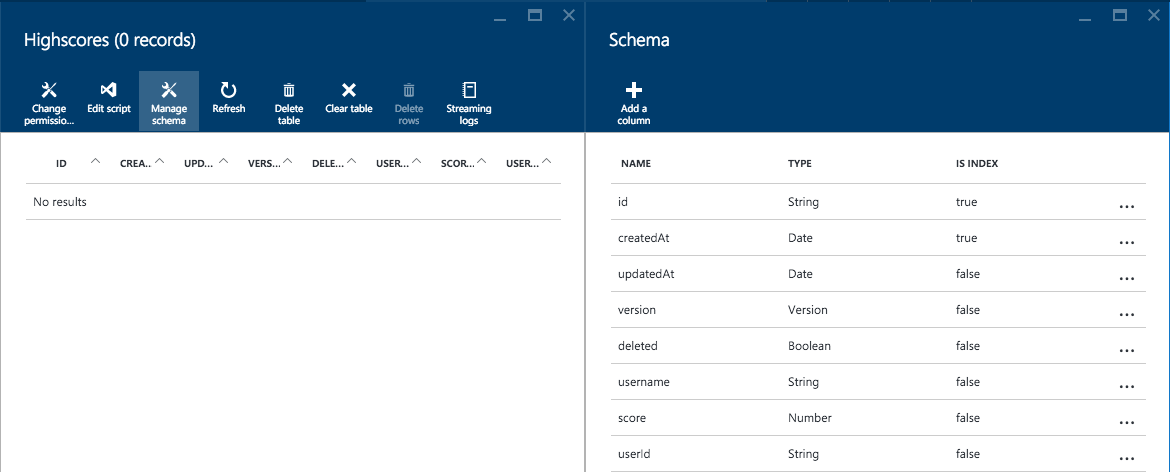 Highscores (0 records)
Change permissio...
Edit script
Manage schema
Refresh
Delete table
Clear table
Delete rows
Streaming logs
ID CREA... UPD... VERS... DELE... USER... SCOR... USER...
No results
Schema
Add a column
NAME TYPE IS INDEX
id String true ...
createdAt Date true ...
updatedAt Date false ...
version Version false ...
deleted Boolean false ...
username String false ...
score Number false ...
userId String false ...